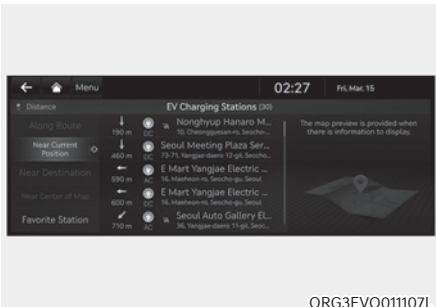 Menu
02:27
Fri, Mar. 15
Distance
EV Charging Stations (30)
Along Route
Near Current
Position
Near Destination
Near Center of Map
Favorite Station
190 m
DC
Nonghyup Hanaro M...
10, Cheonggyesan-ro, Seocho-...
460 m
DC
Seoul Meeting Plaza Ser...
73-71, Yangjae-daero 12-gil, Seocho...
590 m
AC
E Mart Yangjae Electric ...
16, Maeheon-ro, Seocho-gu, Seoul
600 m
DC
E Mart Yangjae Electric ...
16, Maeheon-ro, Seocho-gu, Seoul
710 m
AC
Seoul Auto Gallery El...
36, Yangjae-daero 11-gil, Seoc...
The map preview is provided when
there is information to display.
ORG3EVQ011107L